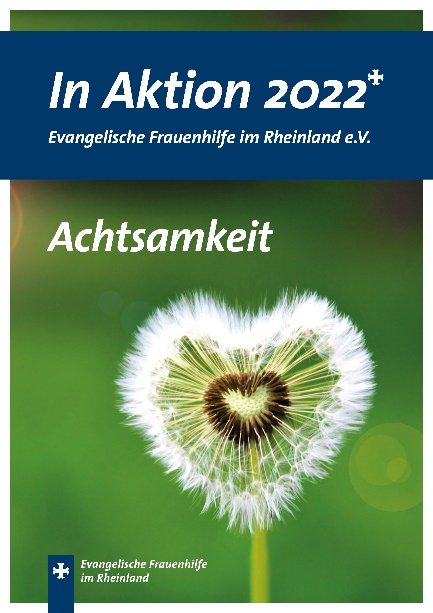 In Aktion 2022
Evangelische Frauenhilfe im Rheinland e.V.
Achtsamkeit
Evangelische Frauenhilfe
im Rheinland